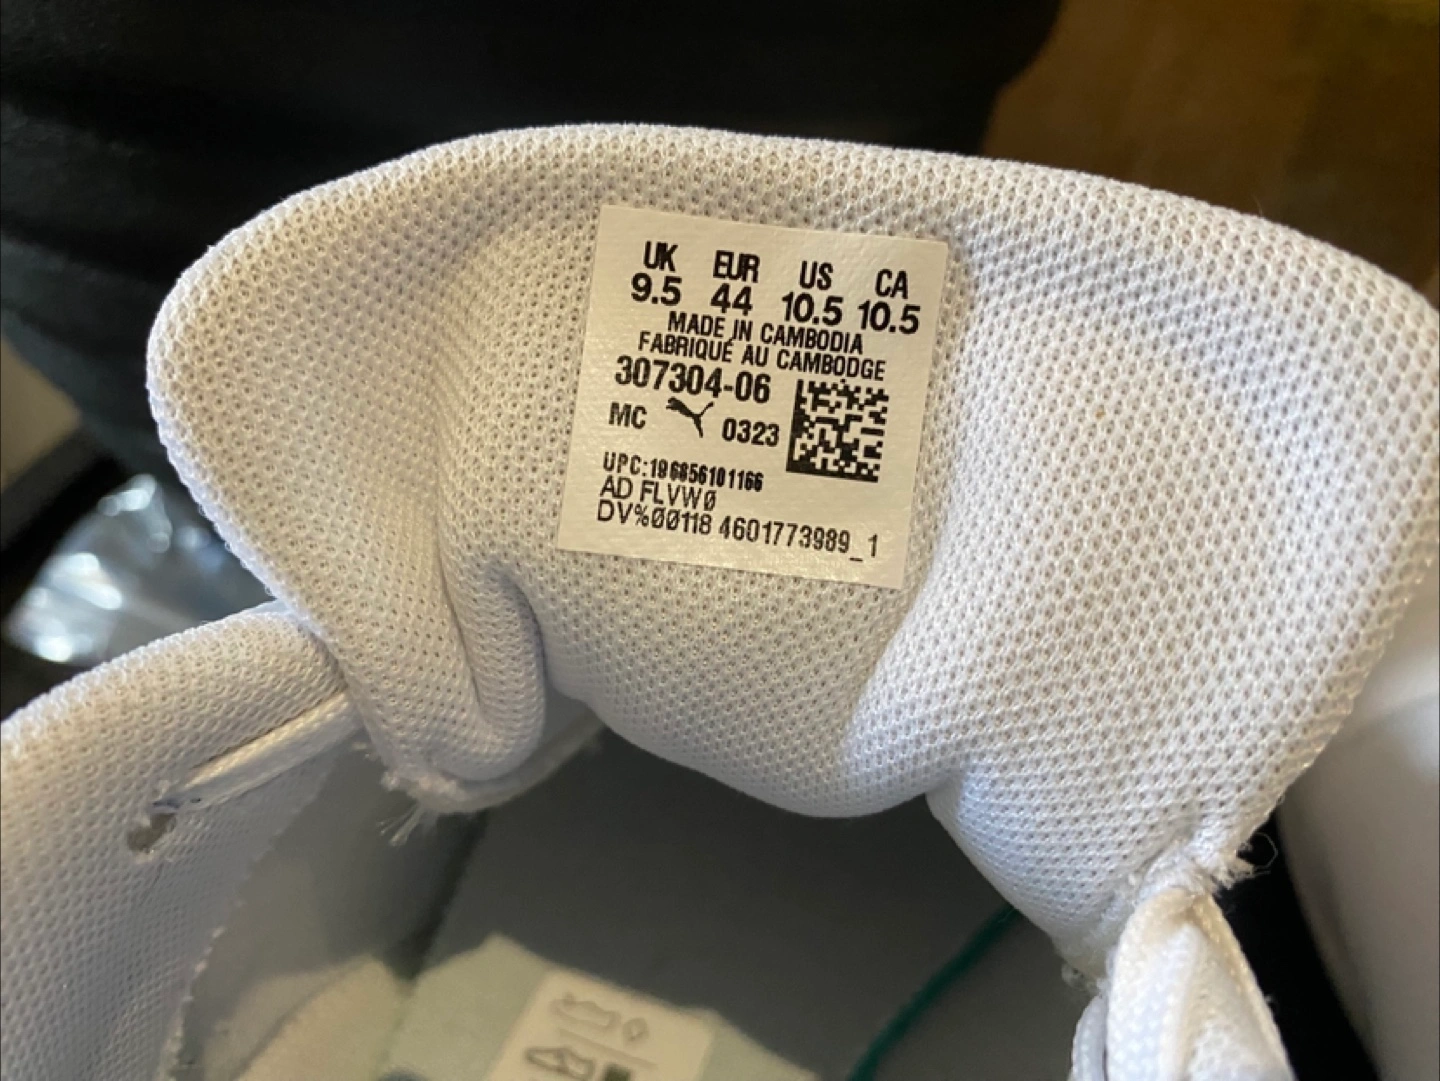 UK EUR US CA
9.5 44 10.5 10.5
MADE IN CAMBODIA
FABRIQUÉ AU CAMBODGE
307304-06
MC 0323
UPC:196856101166
AD FLVW0
DV%00118 4601773989_1